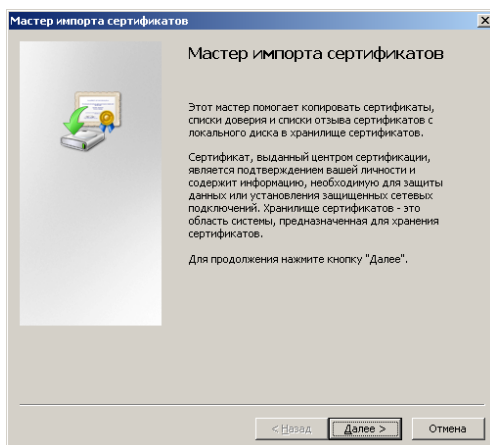 Мастер импорта сертификатов
Мастер импорта сертификатов
Этот мастер помогает копировать сертификаты,
списки доверия и списки отзыва сертификатов с
локального диска в хранилище сертификатов.
Сертификат, выданный центром сертификации,
является подтверждением вашей личности и
содержит информацию, необходимую для защиты
данных или установления защищенных сетевых
подключений. Хранилище сертификатов - это
область системы, предназначенная для хранения
сертификатов.
Для продолжения нажмите кнопку "Далее".
< Назад Далее > Отмена